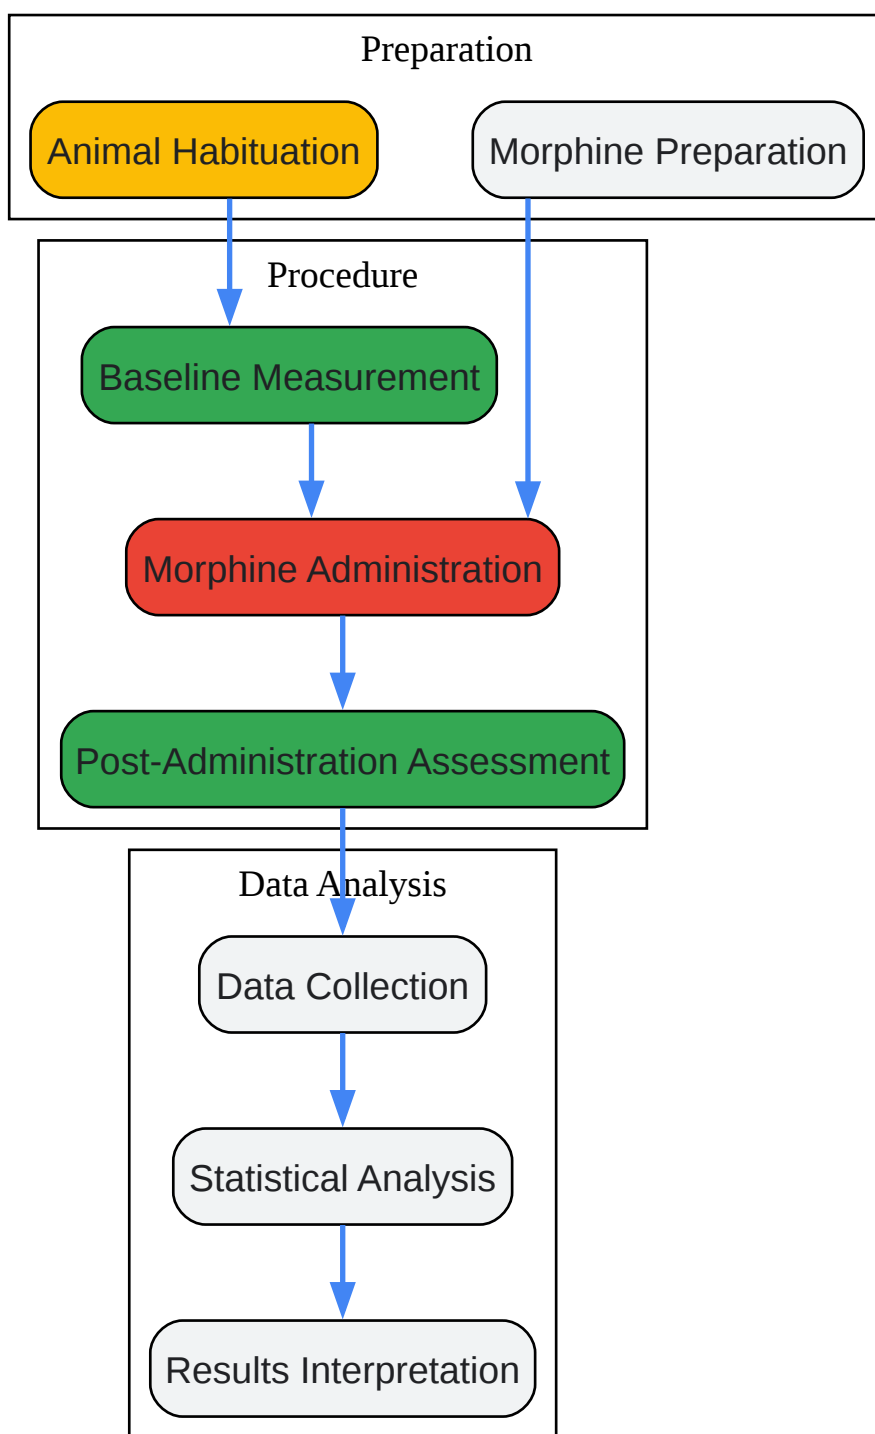 Preparation
Animal Habituation
Morphine Preparation
Procedure
Baseline Measurement
Morphine Administration
Post-Administration Assessment
Data Analysis
Data Collection
Statistical Analysis
Results Interpretation